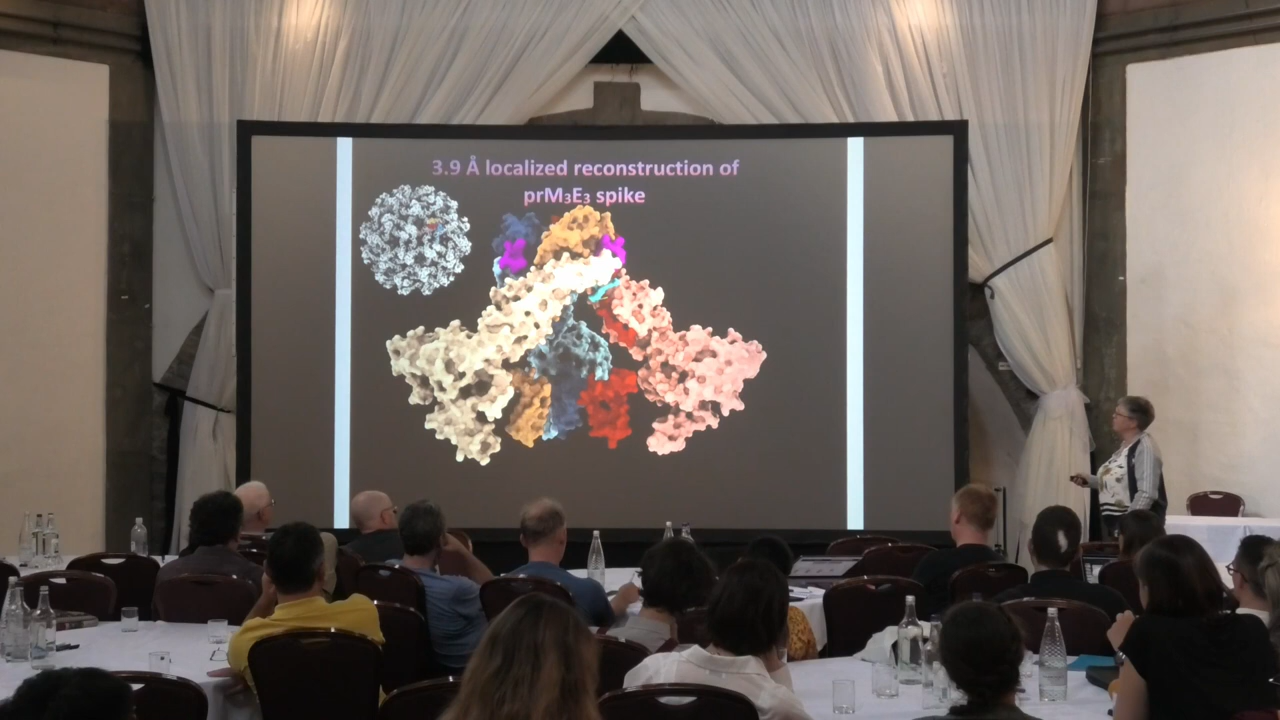 3.9 Å localized reconstruction of
prM₃E₃ spike